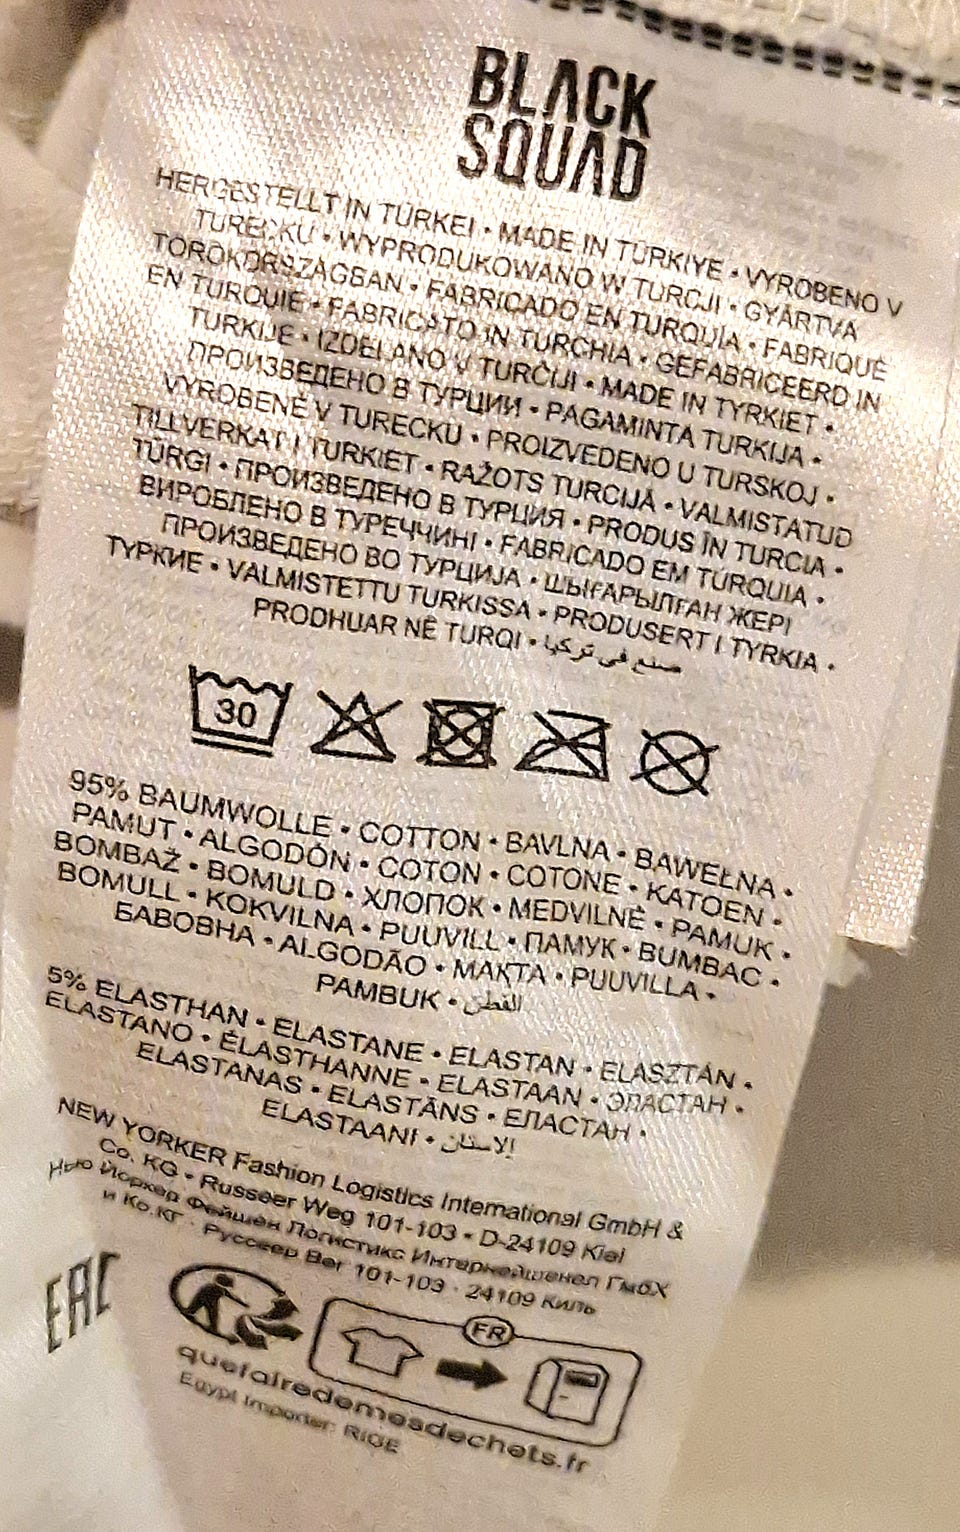 BLACK
SQUAD
HERGESTELLT IN TÜRKEI • MADE IN TÜRKIYE • VYROBENO V
TURECKU • WYPRODUKOWANO W TURCJI • GYÁRTVA
TÖRÖKORSZÁGBAN • FABRICADO EN TURQUÍA • FABRIQUÉ
EN TURQUIE • FABRICATO IN TURCHIA • GEFABRICEERD IN
TURKIJE • IZDELANO V TURČIJI • MADE IN TYRKIET •
ПРОИЗВЕДЕНО В ТУРЦИИ • PAGAMINTA TURKIJA •
VYROBENÉ V TURECKU • PROIZVEDENO U TURSKOJ •
TILLVERKAT I TURKIET • RAŽOTS TURCIJĀ • VALMISTATUD
TÜRGI • ПРОИЗВЕДЕНО В ТУРЦИЯ • PRODUS ÎN TURCIA •
ВИРОБЛЕНО В ТУРЕЧЧИНІ • FABRICADO EM TURQUIA •
ПРОИЗВЕДЕНО ВО ТУРЦИЈА • ШЫҒАРЫЛҒАН ЖЕРІ
ТҮРКИЕ • VALMISTETTU TURKISSA • PRODUSERT I TYRKIA •
PRODHUAR NË TURQI • صنع في تركيا
30
95% BAUMWOLLE • COTTON • BAVLNA • BAWEŁNA •
PAMUT • ALGODÓN • COTON • COTONE • KATOEN •
BOMBAŽ • BOMULD • ХЛОПОК • MEDVILNĖ • PAMUK •
BOMULL • KOKVILNA • PUUVILL • ПАМУК • BUMBAC •
БАВОВНА • ALGODÃO • МАҚТА • PUUVILLA •
PAMBUK • القطن
5% ELASTHAN • ELASTANE • ELASTAN • ELASZTÁN •
ELASTANO • ÉLASTHANNE • ELASTAAN • ЭЛАСТАН •
ELASTANAS • ELASTĀNS • ЕЛАСТАН •
ELASTAANI • الاستان
NEW YORKER Fashion Logistics International GmbH &
Co. KG • Russeer Weg 101-103 • D-24109 Kiel
Нью Йоркер Фейшен Логистикс Интернейшенел ГмбХ
и Ко.КГ · Руссеер Вег 101-103 · 24109 Киль
EAC
FR
quefairedemesdechets.fr
Egypt Importer: RIGE